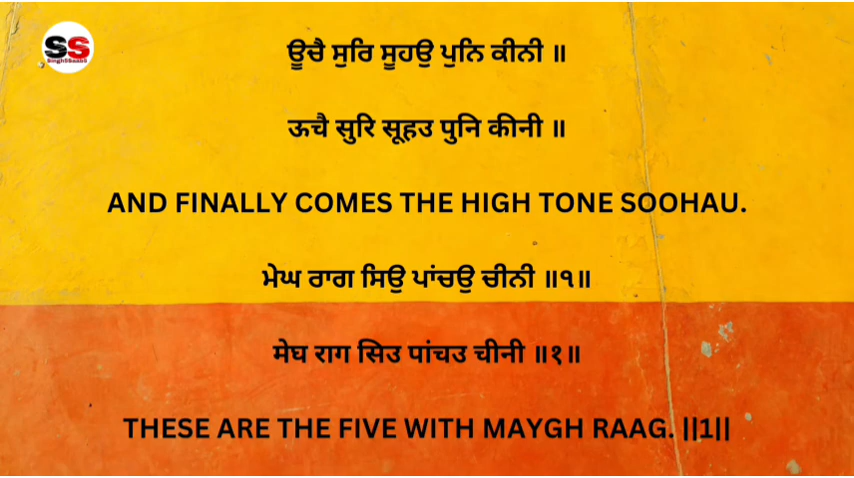 SS
SinghSbaahS
ਊਚੈ ਸੁਰਿ ਸੂਹਉ ਪੁਨਿ ਕੀਨੀ ॥
ऊचै सुरि सूहउ पुनि कीनी ॥
AND FINALLY COMES THE HIGH TONE SOOHAU.
ਮੇਘ ਰਾਗ ਸਿਉ ਪਾਂਚਉ ਚੀਨੀ ॥੧॥
मेघ राग सिउ पांचउ चीनी ॥१॥
THESE ARE THE FIVE WITH MAYGH RAAG. ||1||